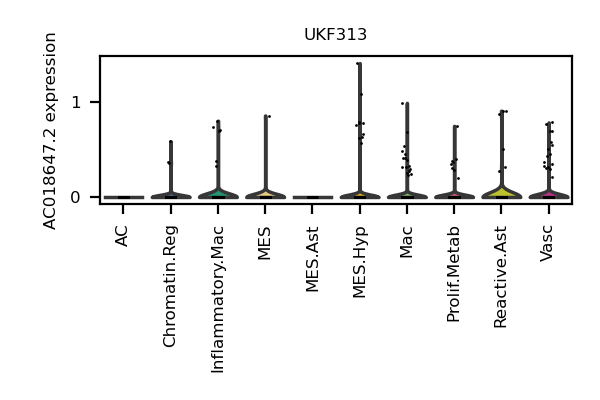 UKF313
AC018647.2 expression
1
0
AC
Chromatin.Reg
Inflammatory.Mac
MES
MES.Ast
MES.Hyp
Mac
Prolif.Metab
Reactive.Ast
Vasc